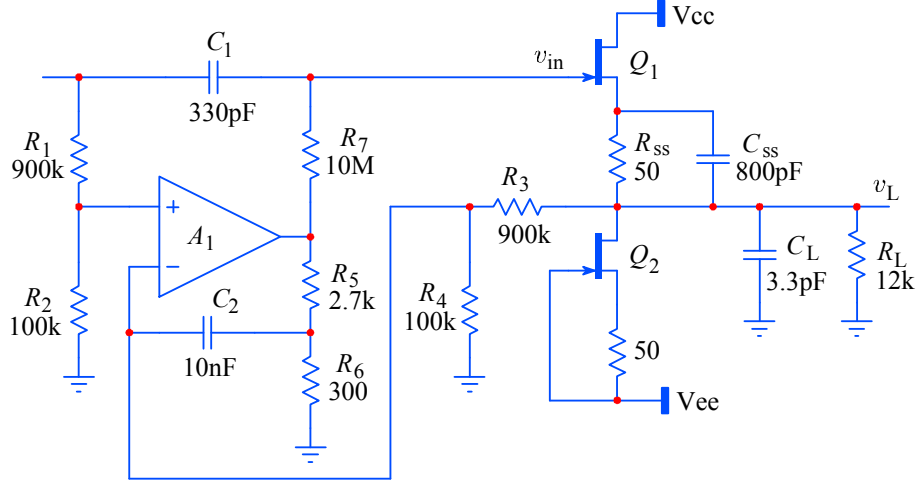 Vcc
C1
vin
Q1
330pF
R1
900k
R7
10M
Rss
50
Css
800pF
R3
vL
+
A1
−
900k
Q2
CL
3.3pF
RL
12k
R5
2.7k
R2
100k
C2
R4
100k
10nF
R6
300
50
Vee